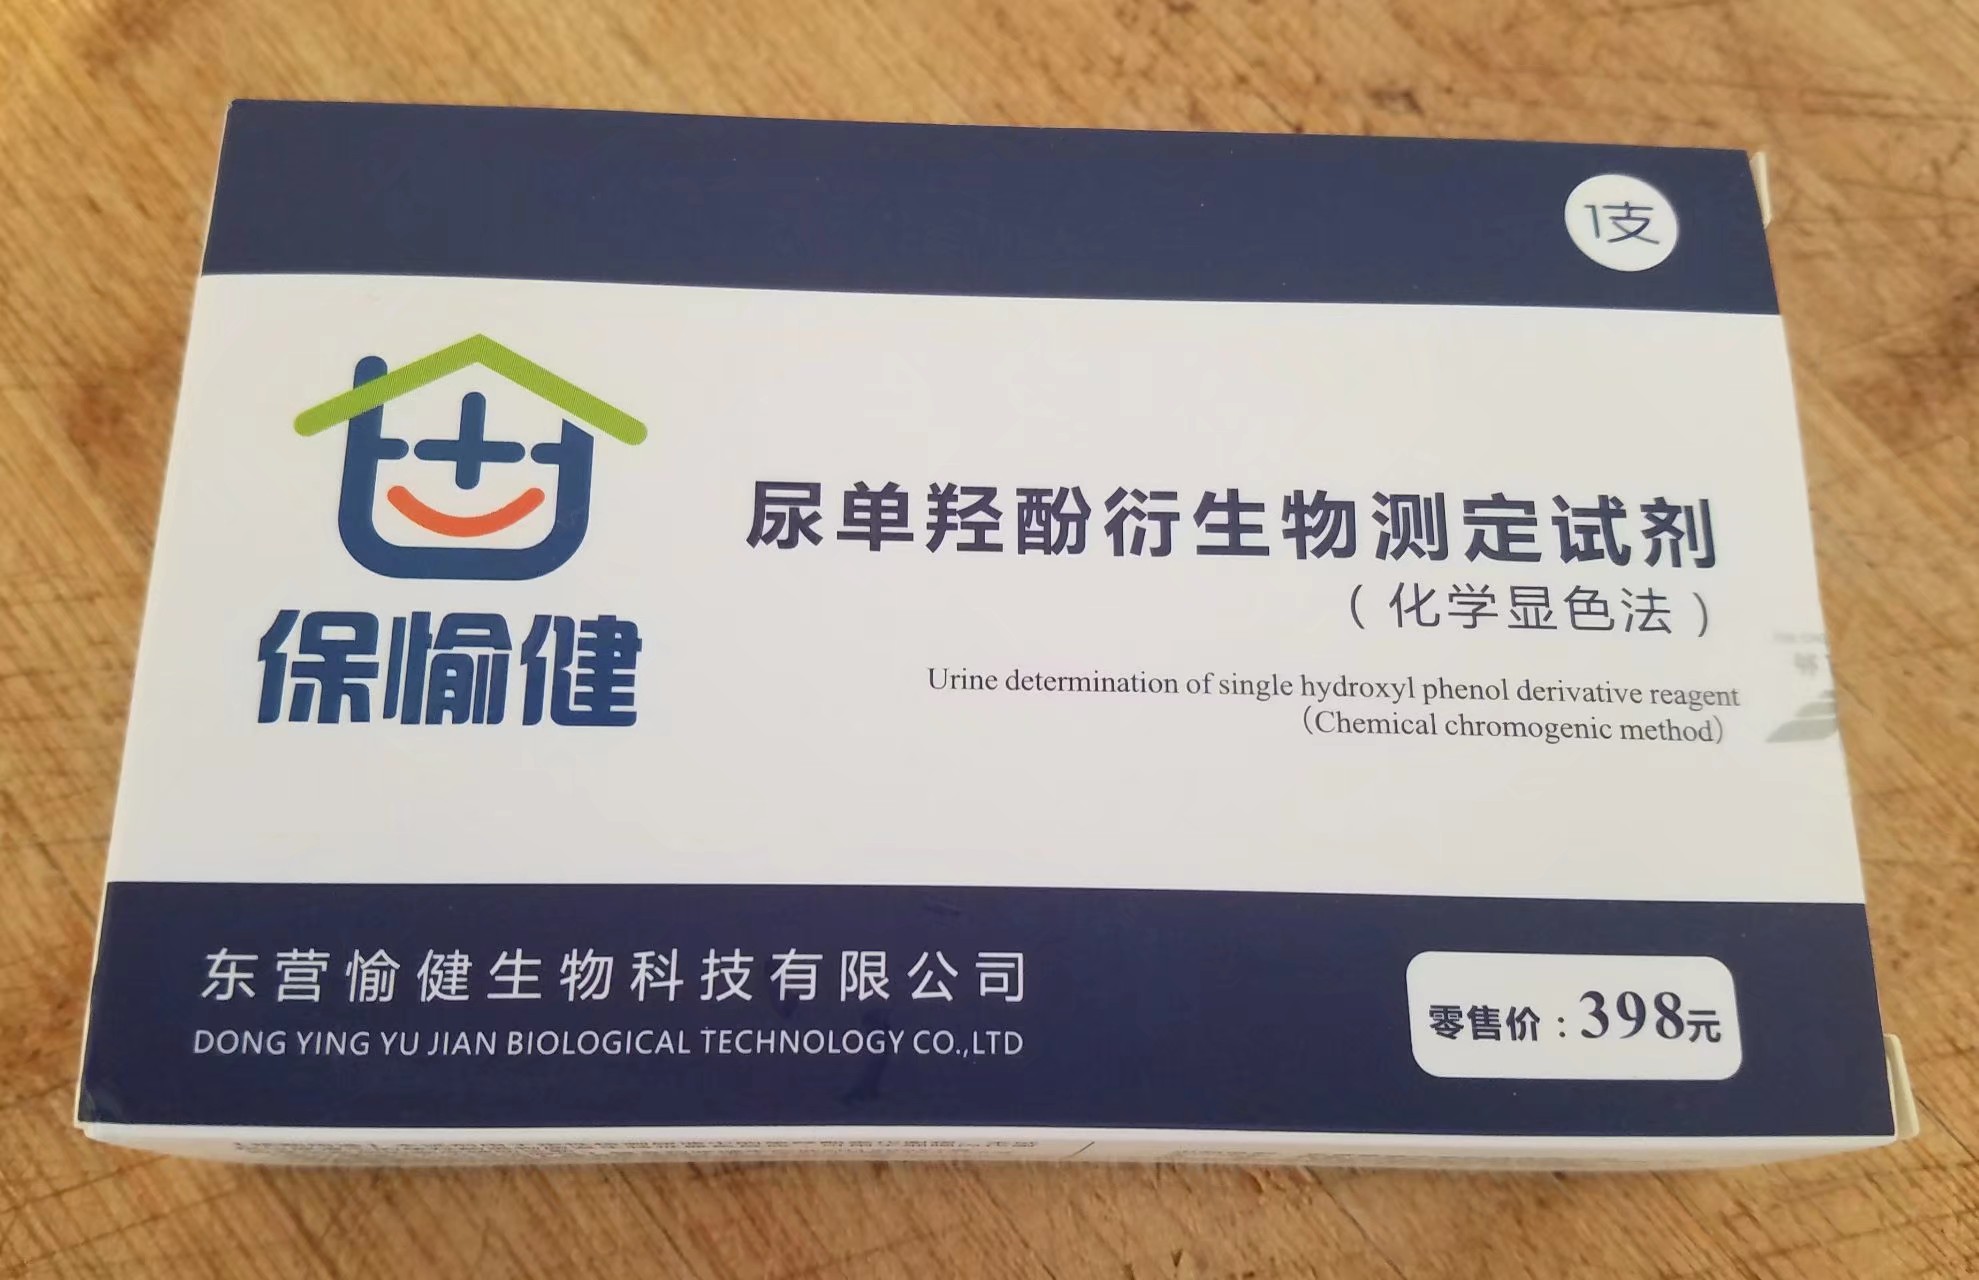 1支
保愉健
尿单羟酚衍生物测定试剂
（化学显色法）
Urine determination of single hydroxyl phenol derivative reagent
（Chemical chromogenic method）
东营愉健生物科技有限公司
DONG YING YU JIAN BIOLOGICAL TECHNOLOGY CO.,LTD
零售价：398元